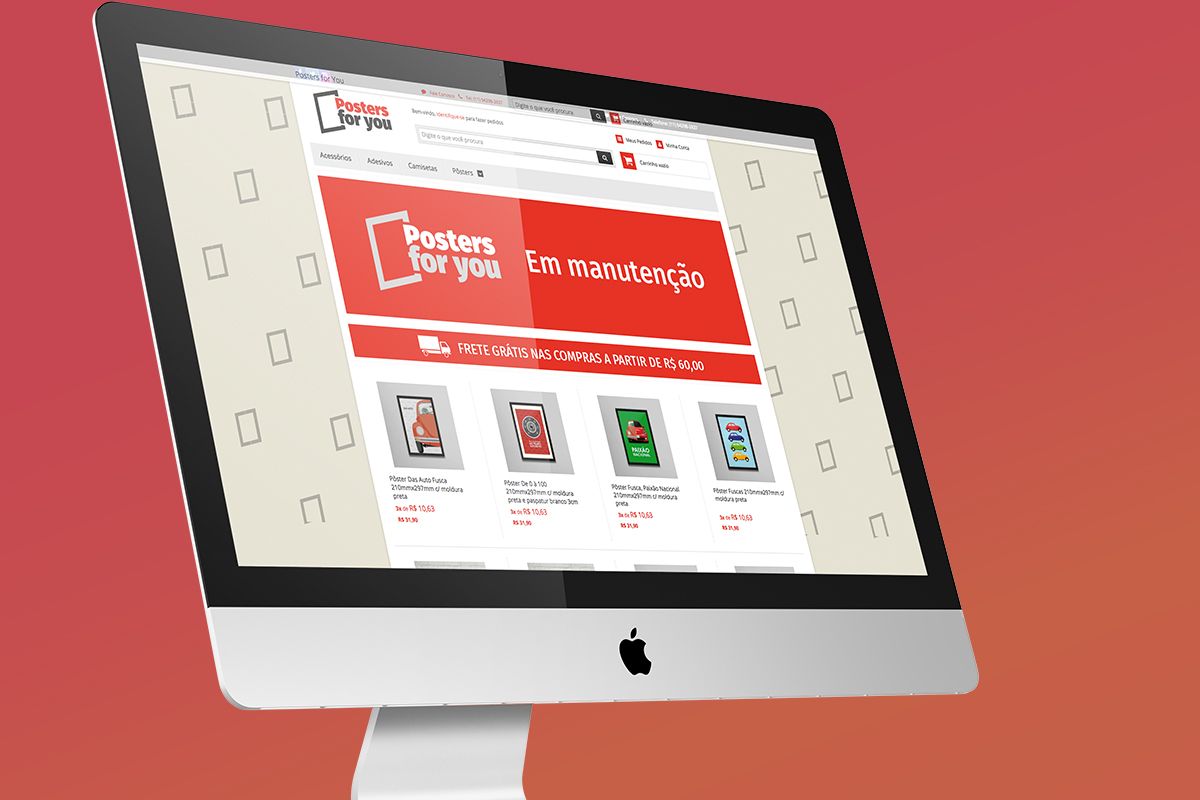 Posters for You
Fale Conosco
Tel: (11) 94298-2037
Digite o que você procura
Carrinho vazio
Telefone: (11) 94298-2037
Posters
for you
Bem-vindo, identifique-se para fazer pedidos
Meus Pedidos
Minha Conta
Digite o que você procura
Carrinho vazio
Acessórios
Adesivos
Camisetas
Pôsters
Posters
for you
Em manutenção
FRETE GRÁTIS NAS COMPRAS A PARTIR DE R$ 60,00
PAIXÃO
NACIONAL
Pôster Das Auto Fusca
210mmx297mm c/ moldura
preta
3x de R$ 10,63
R$ 31,90
Pôster De 0 à 100
210mmx297mm c/ moldura
preta e paspatur branco 3cm
3x de R$ 10,63
R$ 31,90
Pôster Fusca, Paixão Nacional
210mmx297mm c/ moldura
preta
3x de R$ 10,63
R$ 31,90
Pôster Fuscas 210mmx297mm c/
moldura preta
3x de R$ 10,63
R$ 31,90